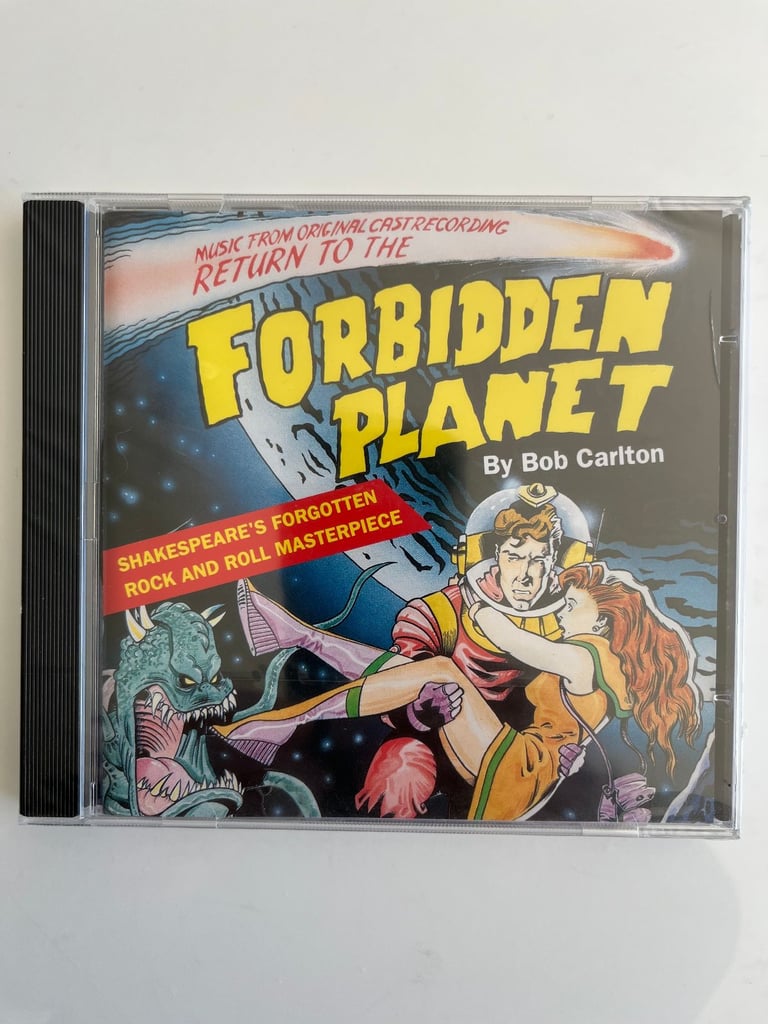 MUSIC FROM ORIGINAL CAST RECORDING
RETURN TO THE
FORBIDDEN
PLANET
By Bob Carlton
SHAKESPEARE'S FORGOTTEN
ROCK AND ROLL MASTERPIECE